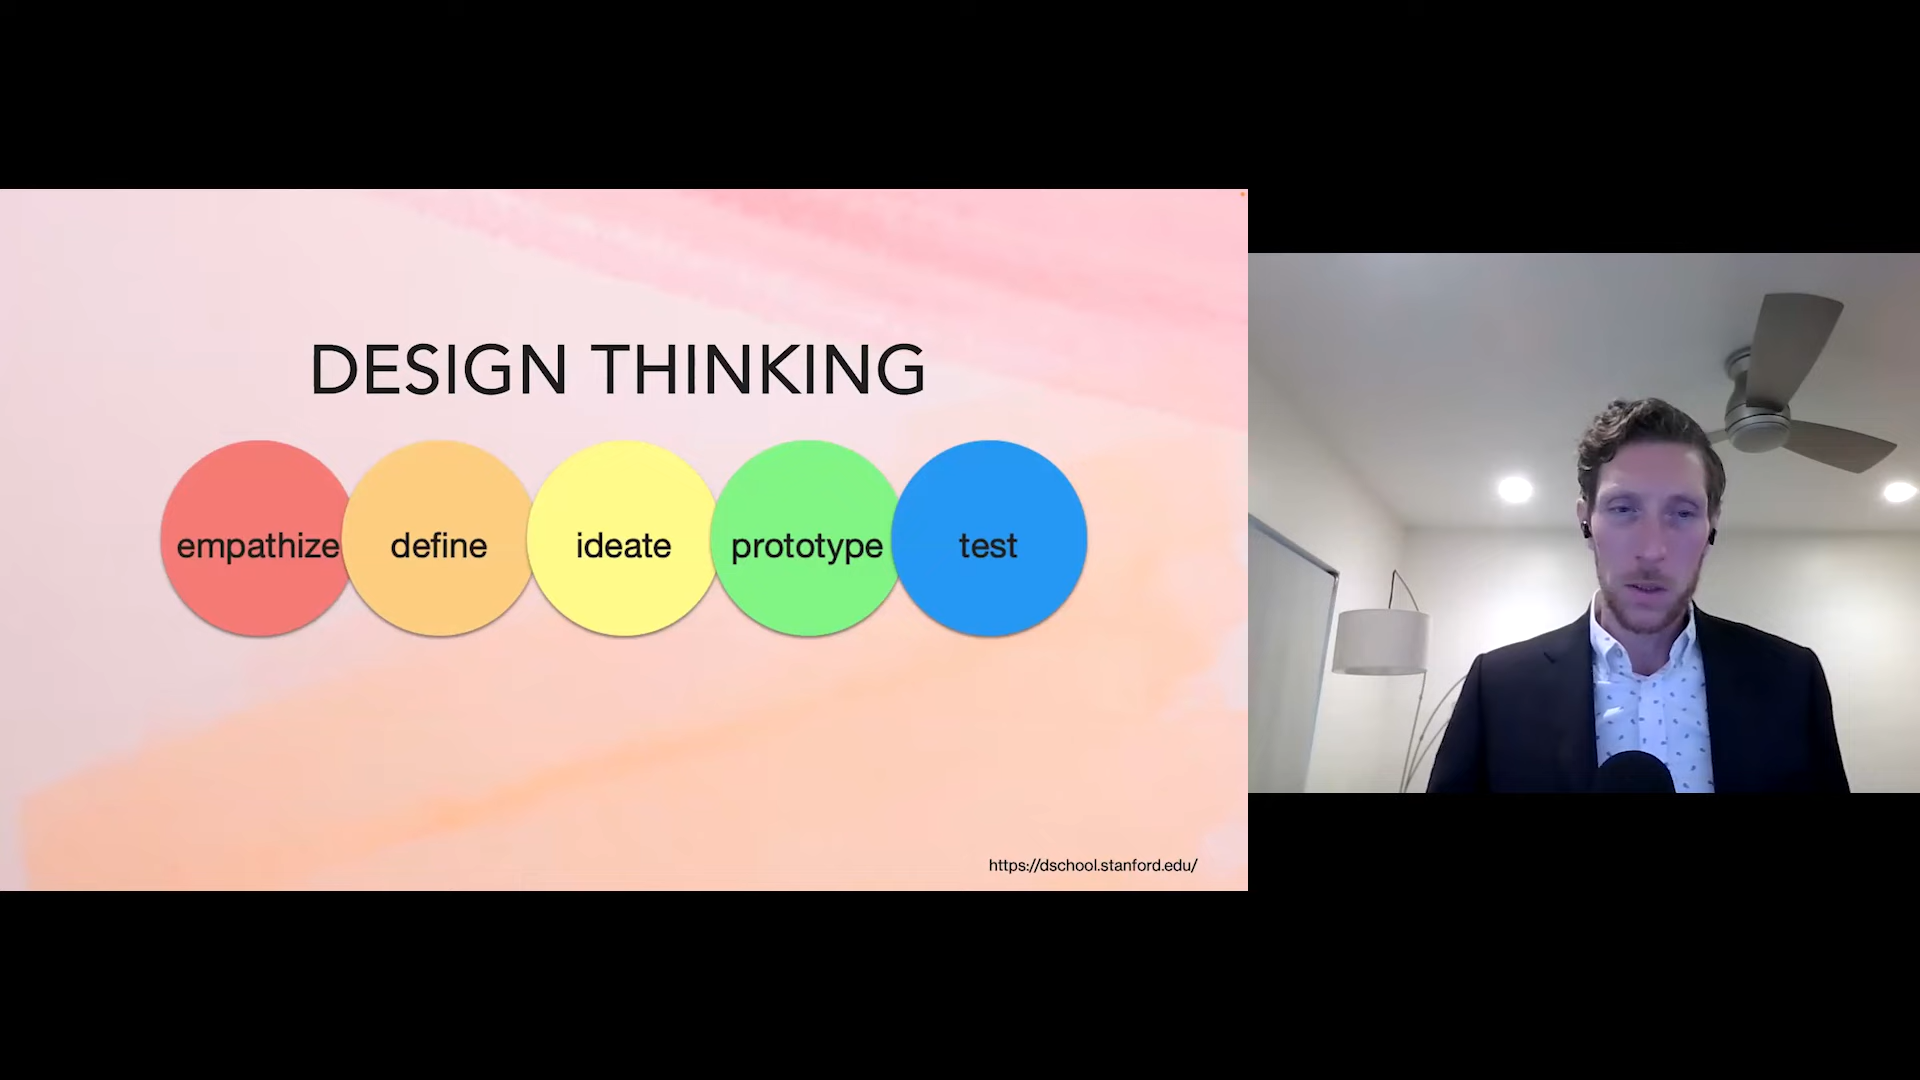 DESIGN THINKING
empathize define ideate prototype test
https://dschool.stanford.edu/